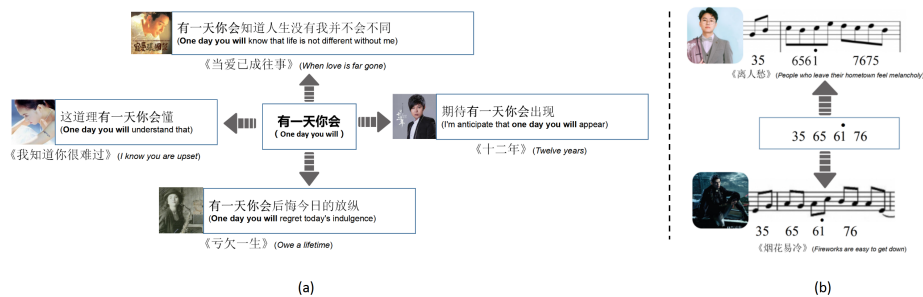 有一天你会知道人生没有我并不会不同
(One day you will know that life is not different without me)
《当爱已成往事》(When love is far gone)
这道理有一天你会懂
(One day you will understand that)
《我知道你很难过》(I know you are upset)
有一天你会
( One day you will )
期待有一天你会出现
(I'm anticipate that one day you will appear)
《十二年》(Twelve years)
有一天你会后悔今日的放纵
(One day you will regret today's indulgence)
《亏欠一生》(Owe a lifetime)
(a)
35 6561 7675
《离人愁》(People who leave their hometown feel melancholy)
35 65 61 76
35 65 61 76
《烟花易冷》(Fireworks are easy to get down)
(b)